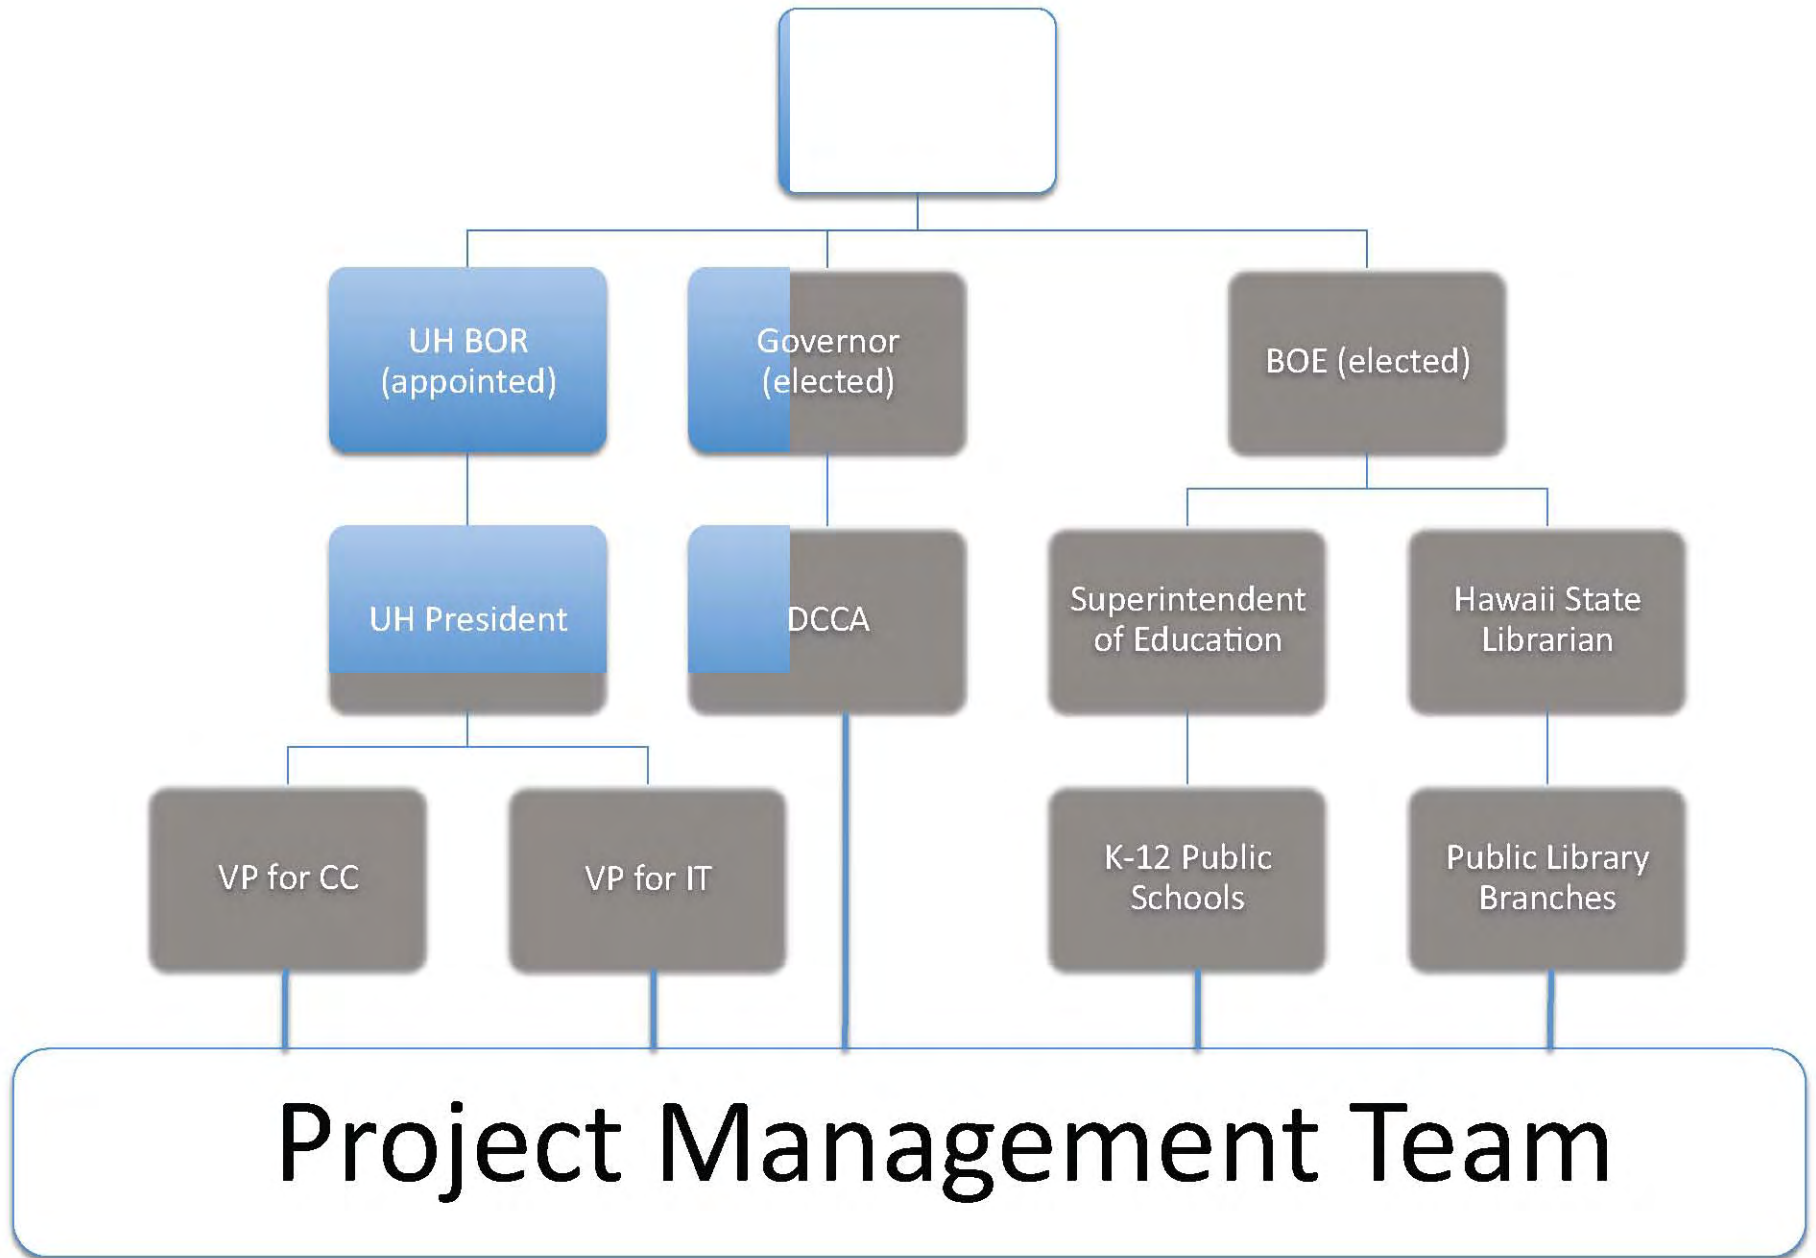 UH BOR
(appointed)
Governor
(elected)
BOE (elected)
UH President
DCCA
Superintendent
of Education
Hawaii State
Librarian
VP for CC
VP for IT
K-12 Public
Schools
Public Library
Branches
Project Management Team